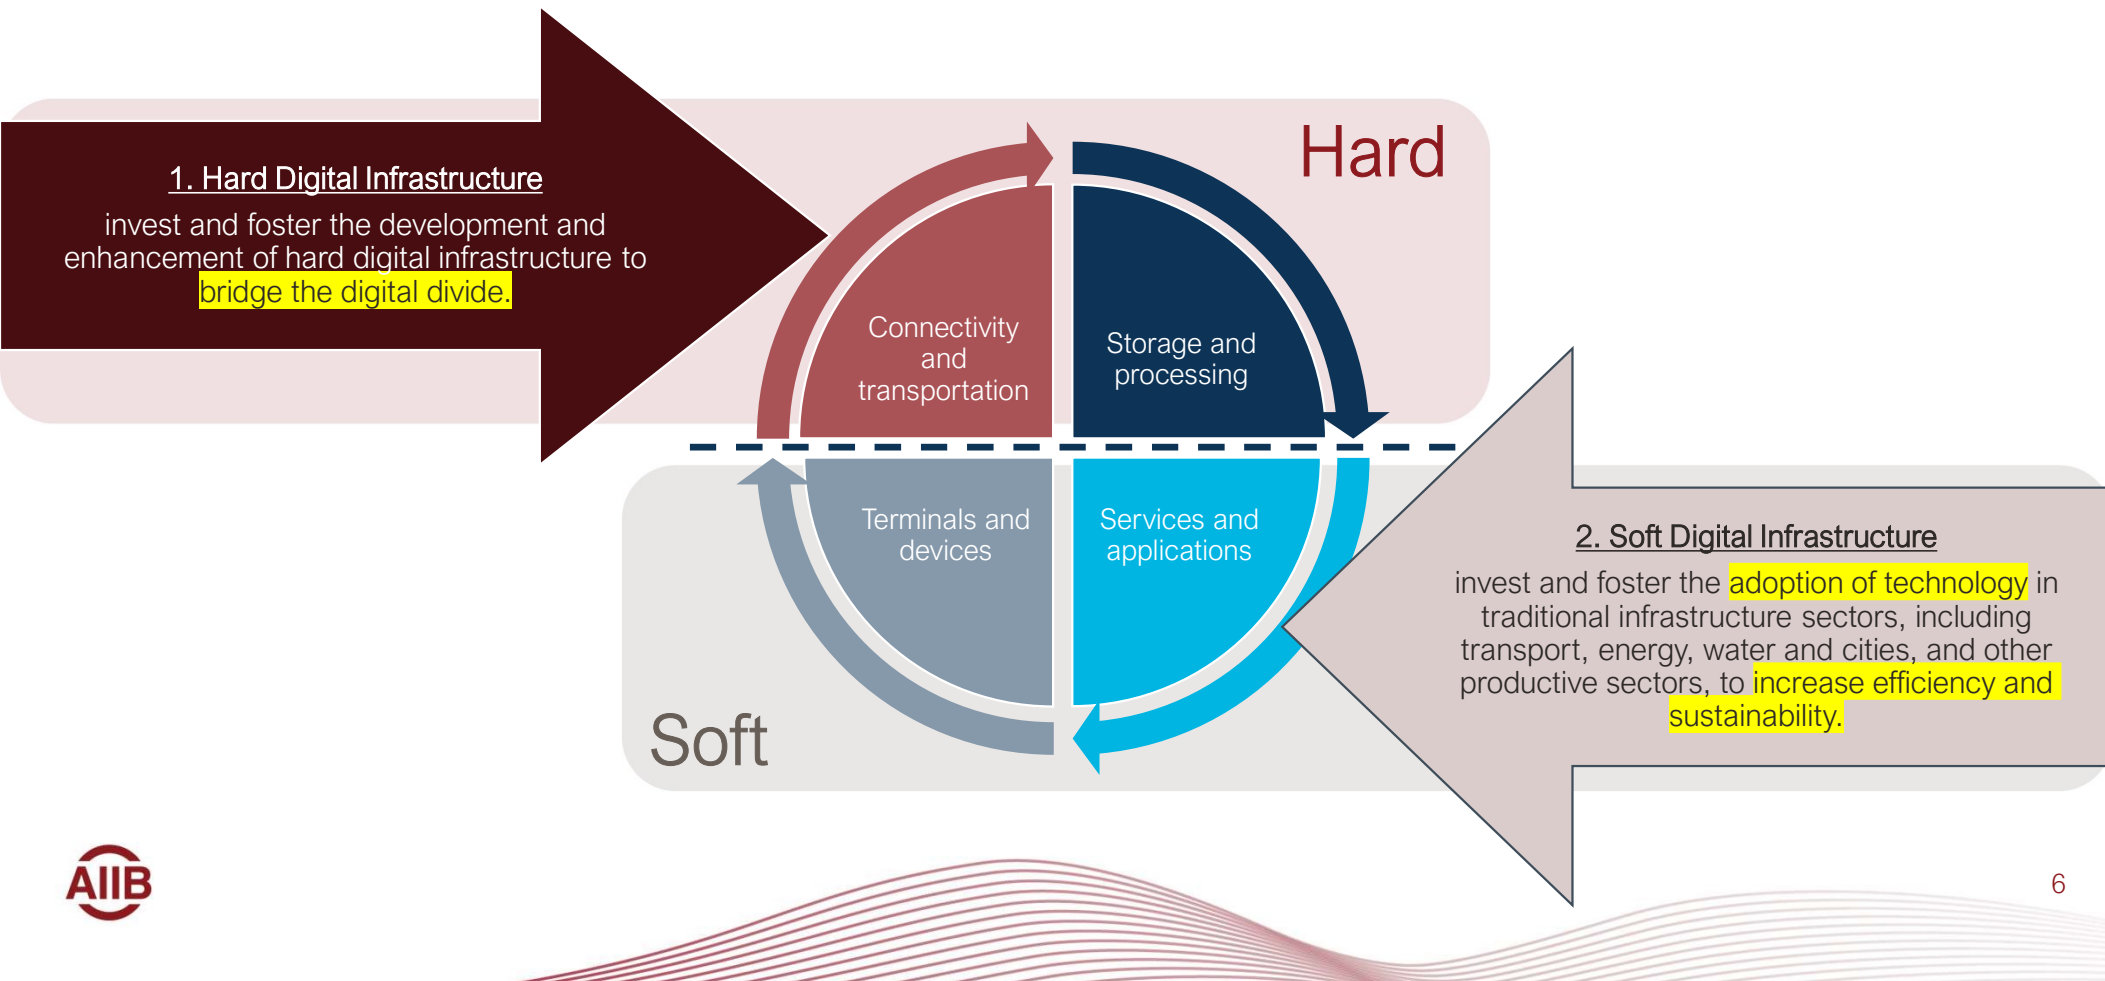 Hard
1. Hard Digital Infrastructure
invest and foster the development and
enhancement of hard digital infrastructure to
bridge the digital divide.
Connectivity
and
transportation
Storage and
processing
Terminals and
devices
Services and
applications
2. Soft Digital Infrastructure
invest and foster the adoption of technology in
traditional infrastructure sectors, including
transport, energy, water and cities, and other
productive sectors, to increase efficiency and
sustainability.
Soft
AIIB
6